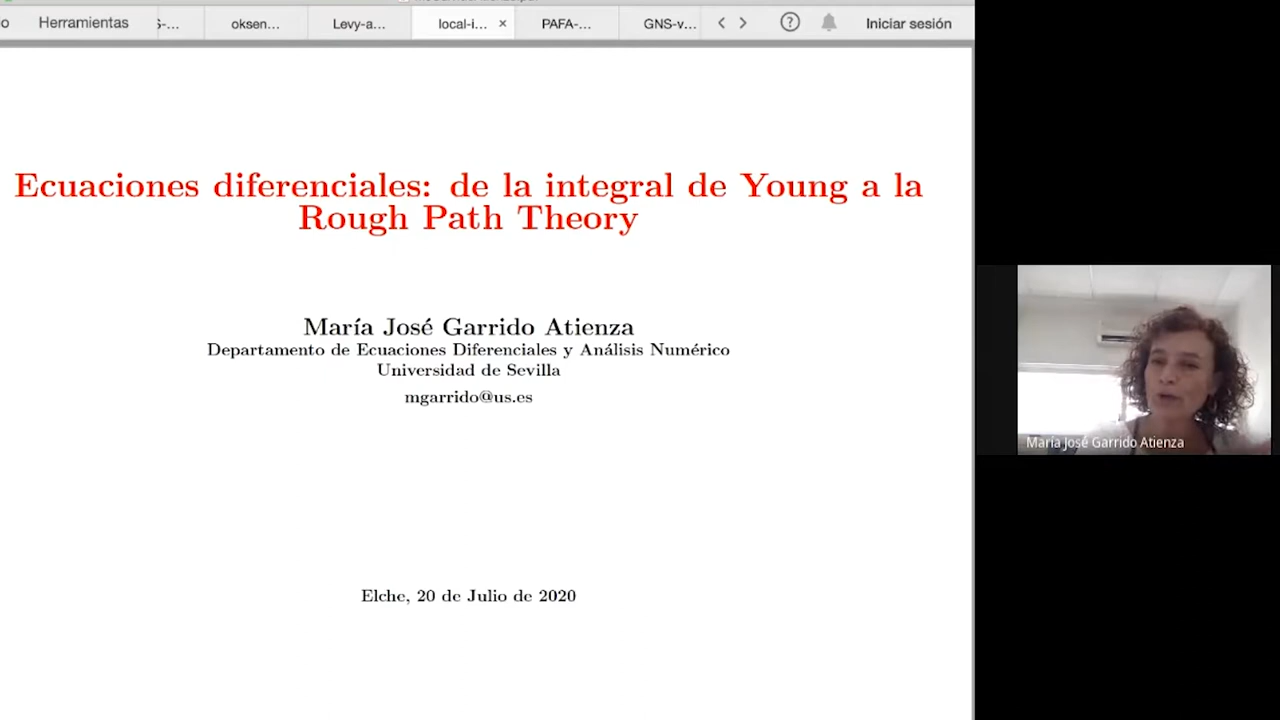 Herramientas
oksen...
Levy-a...
local-i...
PAFA-...
GNS-v...
Iniciar sesión
Ecuaciones diferenciales: de la integral de Young a la
Rough Path Theory
María José Garrido Atienza
Departamento de Ecuaciones Diferenciales y Análisis Numérico
Universidad de Sevilla
mgarrido@us.es
María José Garrido Atienza
Elche, 20 de Julio de 2020